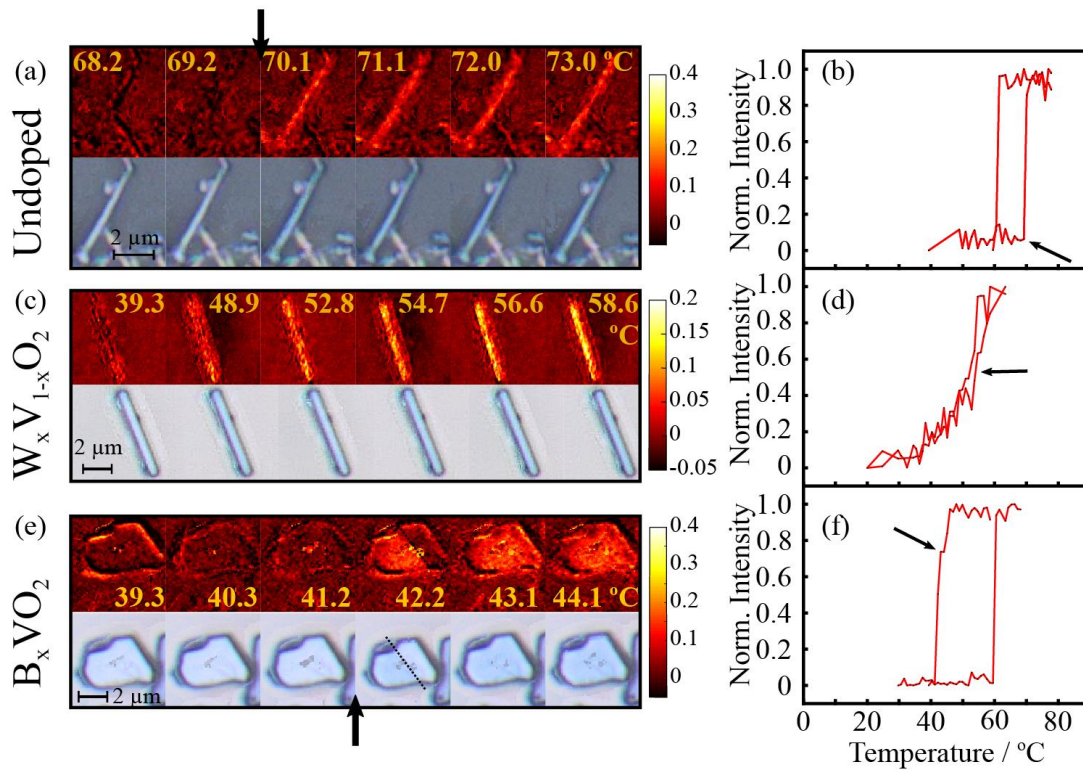 (a)
Undoped
68.2 69.2 70.1 71.1 72.0 73.0 ºC
2 µm
0.4
0.3
0.2
0.1
0
(b)
Norm. Intensity
1.0
0.8
0.6
0.4
0.2
0
(c)
WxV1-xO2
39.3 48.9 52.8 54.7 56.6 58.6
ºC
2 µm
0.2
0.15
0.1
0.05
0
-0.05
(d)
Norm. Intensity
1.0
0.8
0.6
0.4
0.2
0
(e)
BxVO2
39.3 40.3 41.2 42.2 43.1 44.1 ºC
2 µm
0.4
0.3
0.2
0.1
0
(f)
Norm. Intensity
1.0
0.8
0.6
0.4
0.2
0.0
0 20 40 60 80
Temperature / ºC